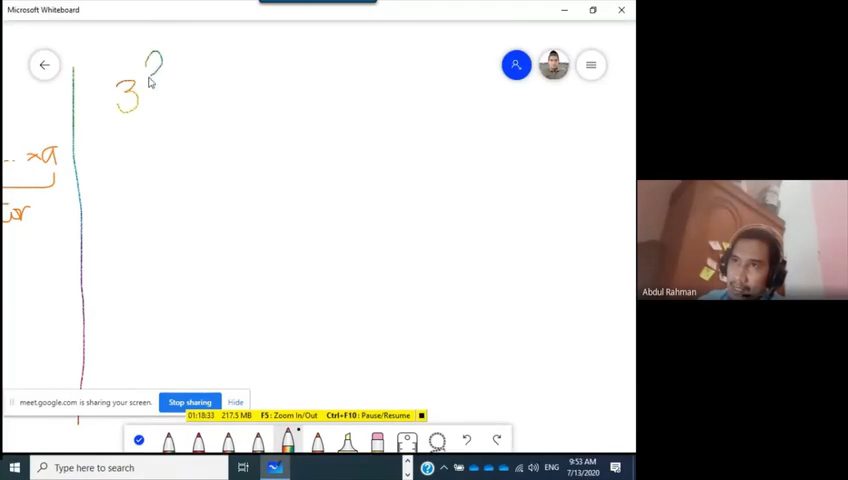 Microsoft Whiteboard
3
... ×a
tor
Abdul Rahman
meet.google.com is sharing your screen.
Stop sharing
Hide
01:18:33 217.5 MB F5: Zoom In/Out Ctrl+F10: Pause/Resume
Type here to search
ENG
9:53 AM
7/13/2020